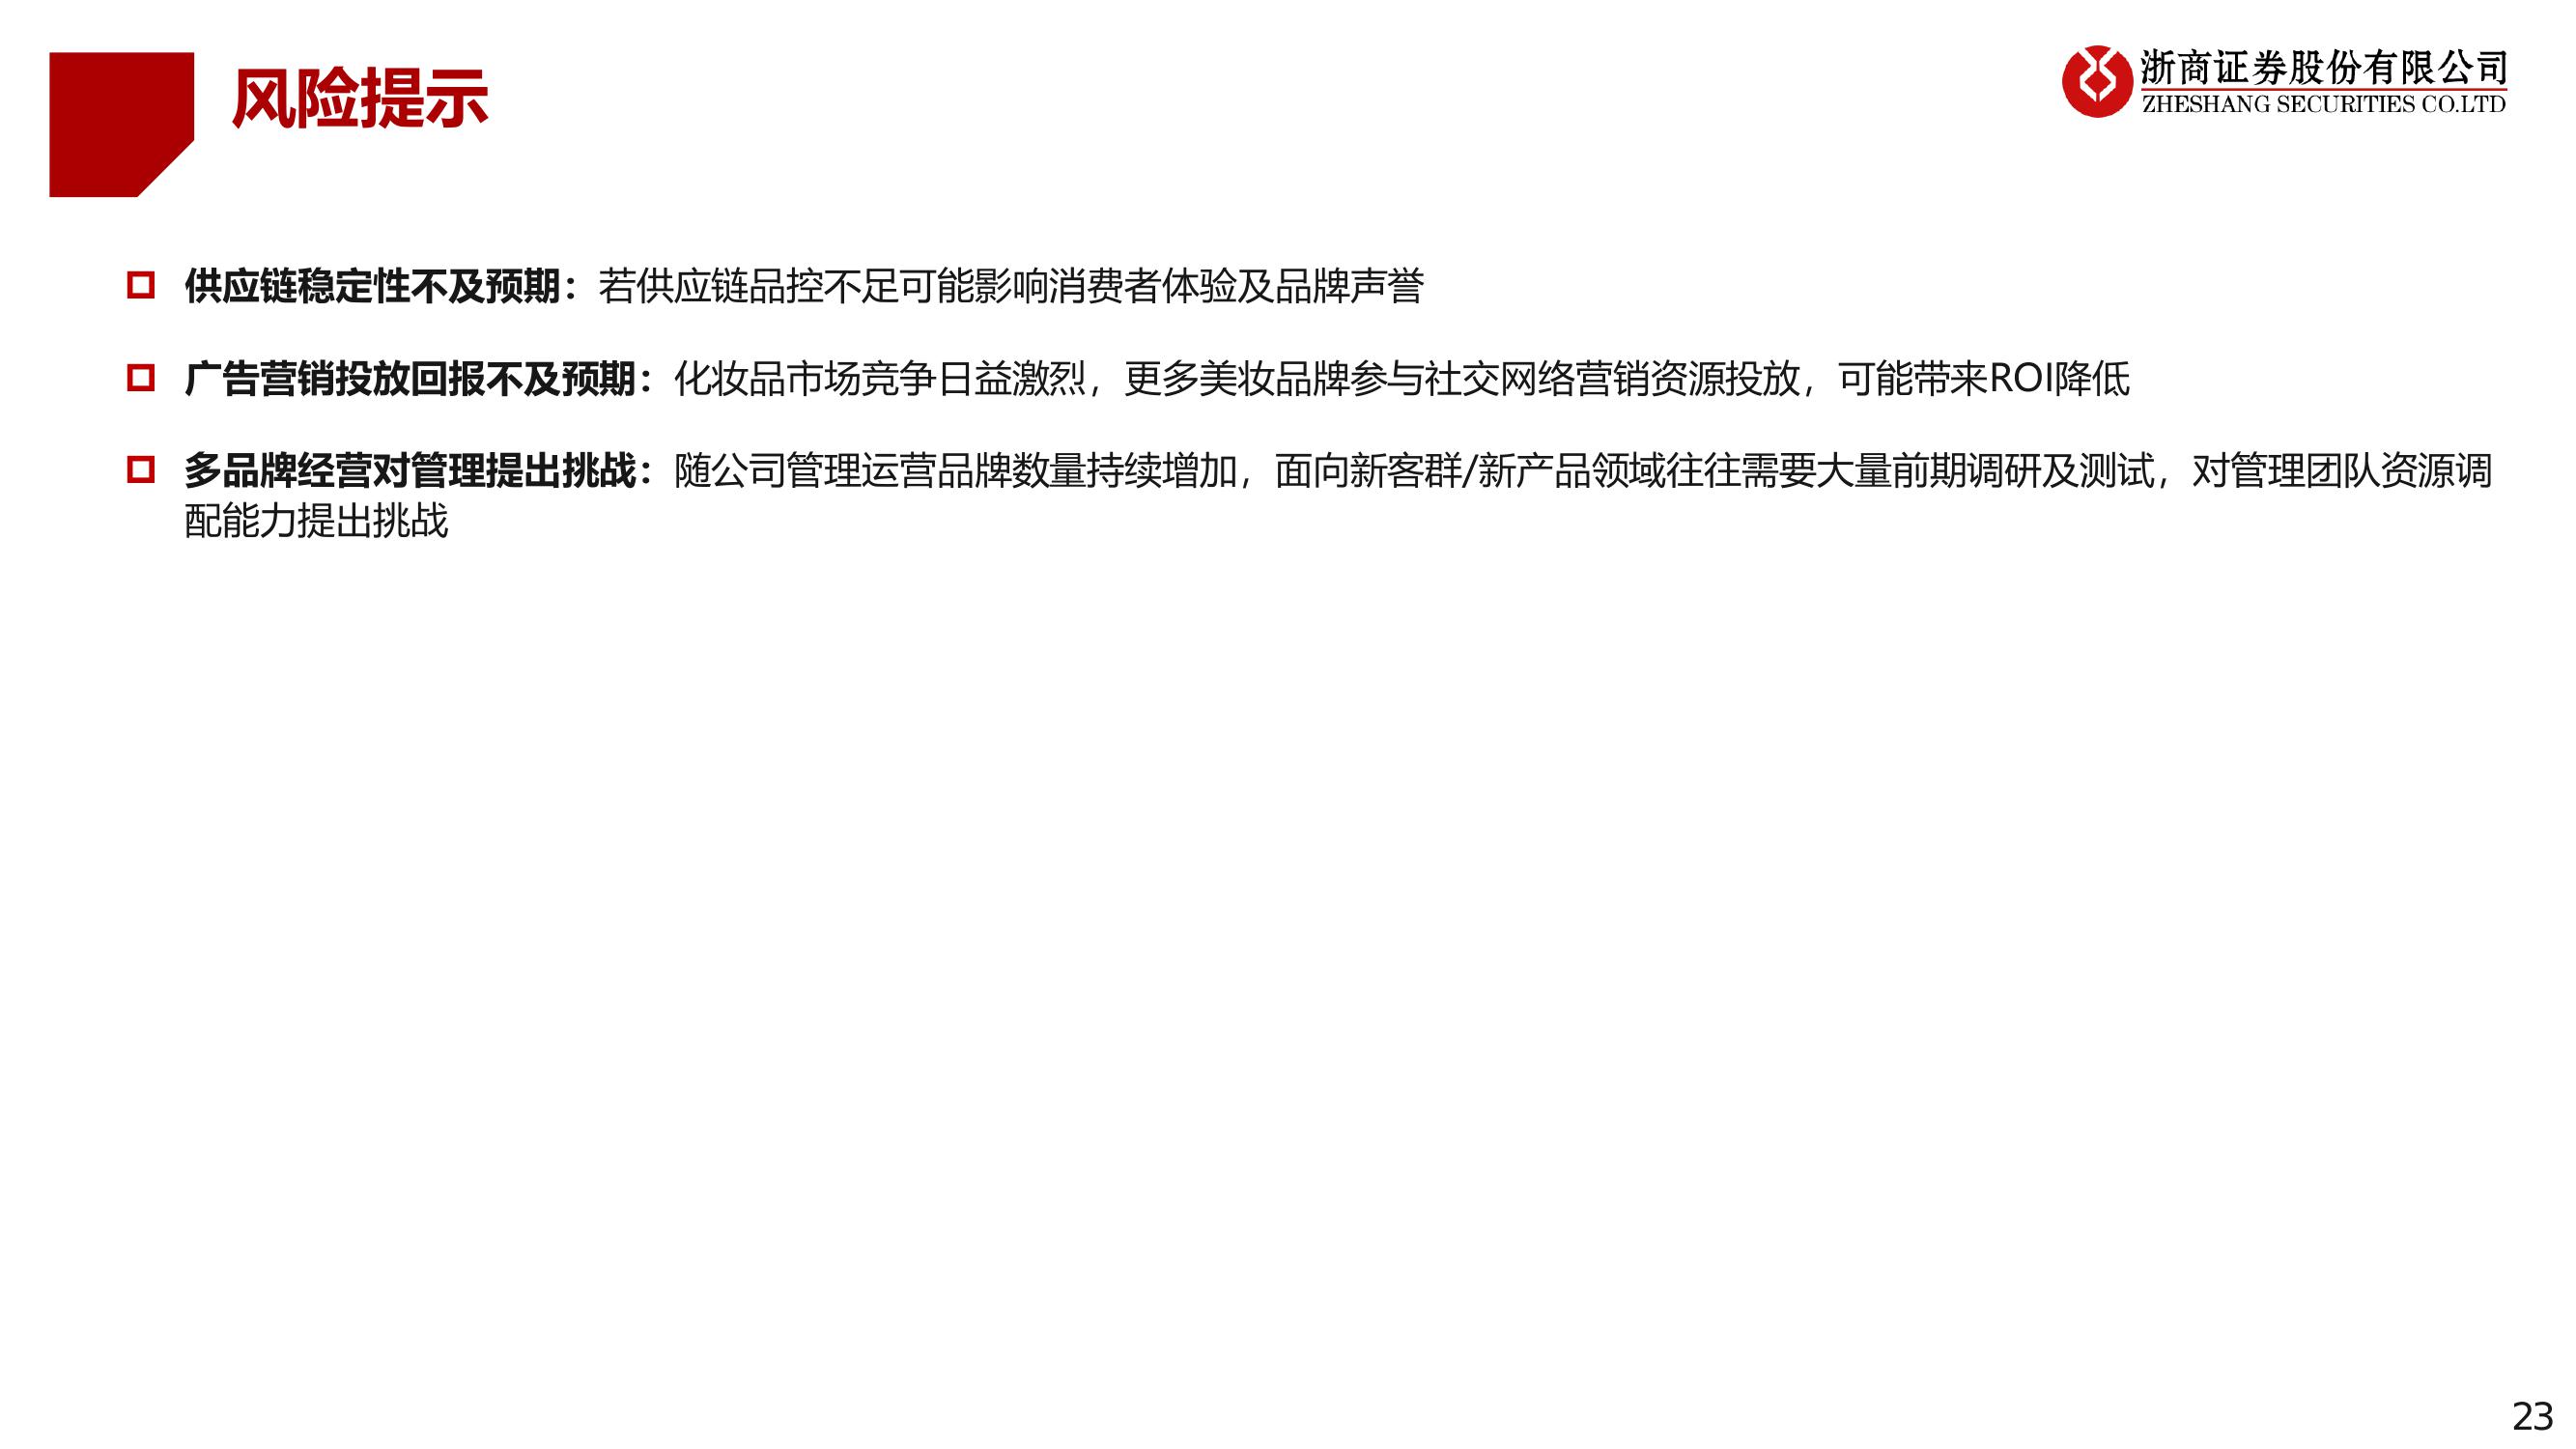 风险提示
浙商证券股份有限公司
ZHESHANG SECURITIES CO.LTD
供应链稳定性不及预期：若供应链品控不足可能影响消费者体验及品牌声誉
广告营销投放回报不及预期：化妆品市场竞争日益激烈，更多美妆品牌参与社交网络营销资源投放，可能带来ROI降低
多品牌经营对管理提出挑战：随公司管理运营品牌数量持续增加，面向新客群/新产品领域往往需要大量前期调研及测试，对管理团队资源调
配能力提出挑战
23